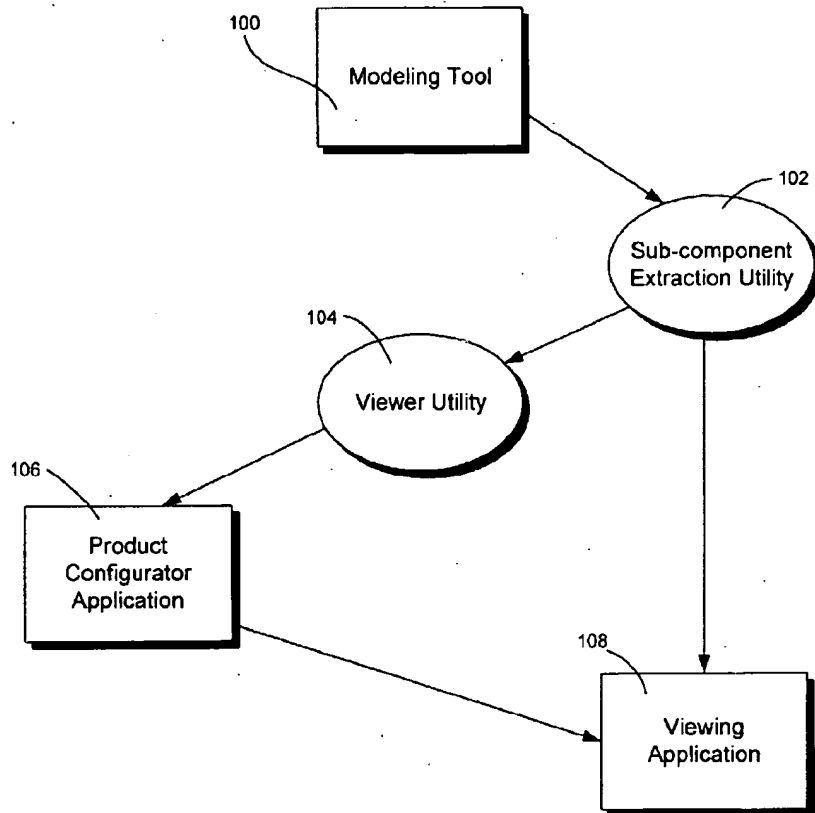 100
Modeling Tool
102
Sub-component
Extraction Utility
104
Viewer Utility
106
Product
Configurator
Application
108
Viewing
Application